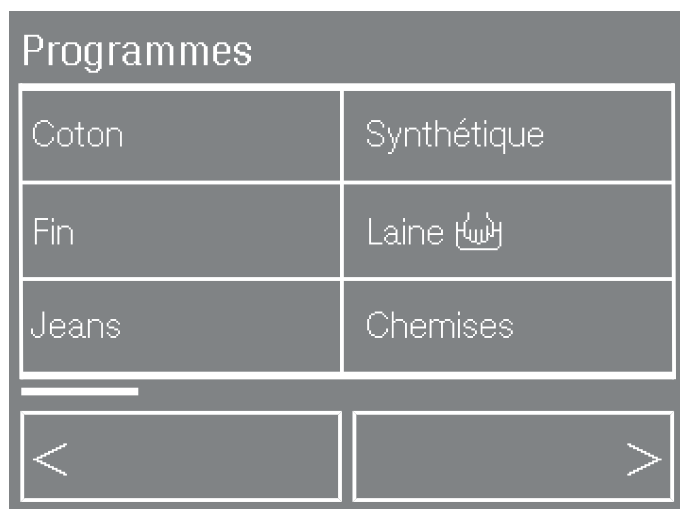 Programmes
Coton Synthétique
Fin Laine
Jeans Chemises
< >